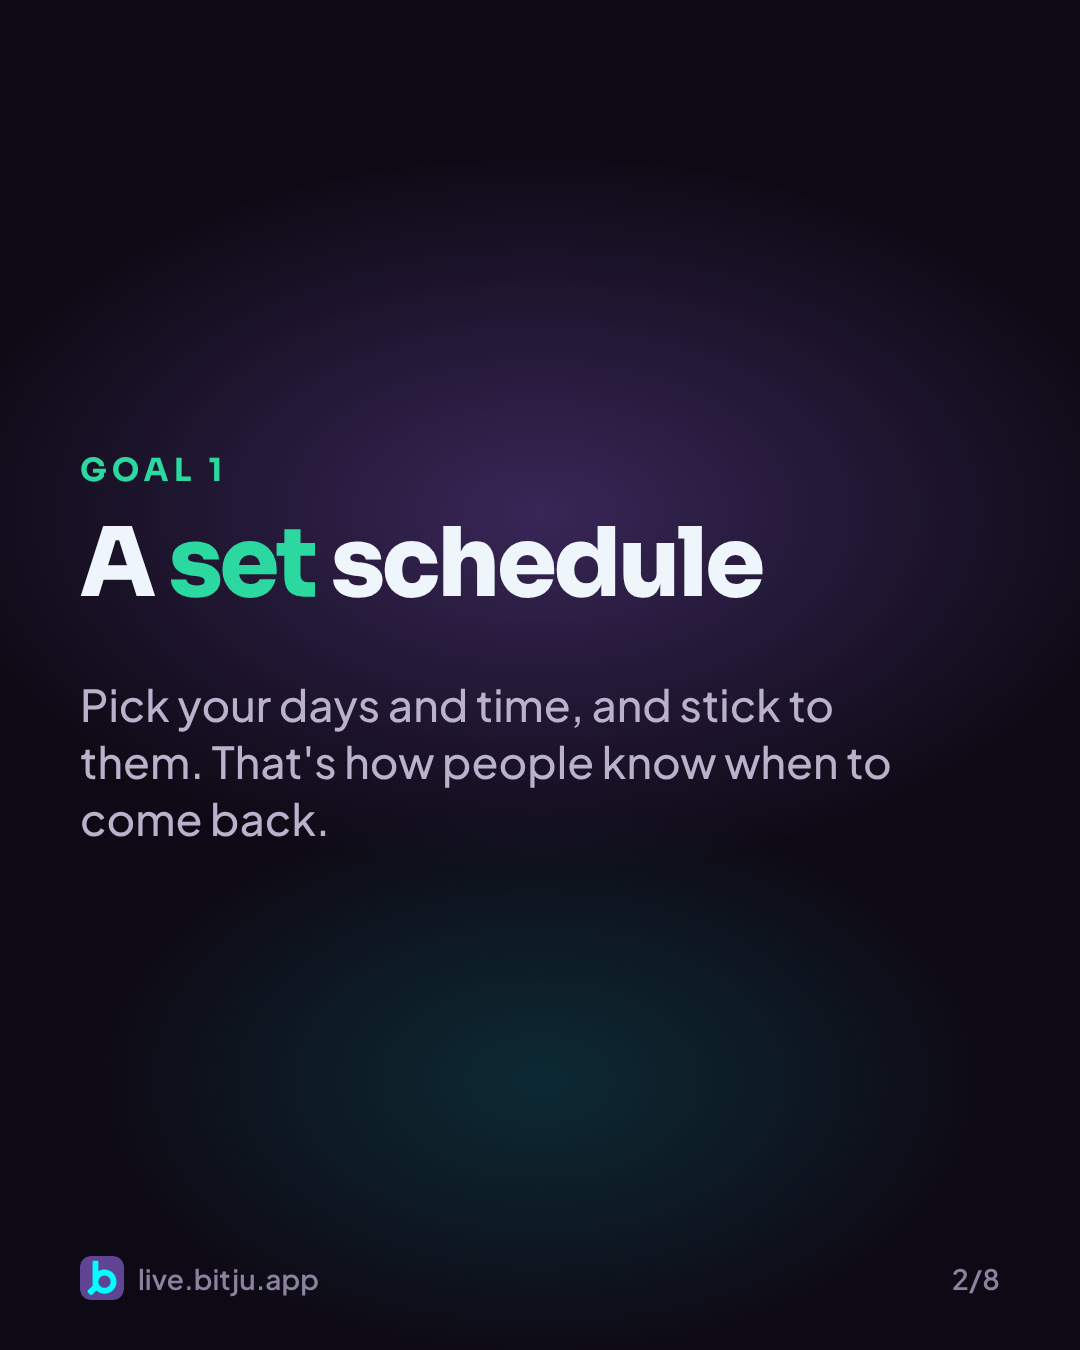 GOAL 1
A set schedule
Pick your days and time, and stick to
them. That's how people know when to
come back.
live.bitju.app
2/8